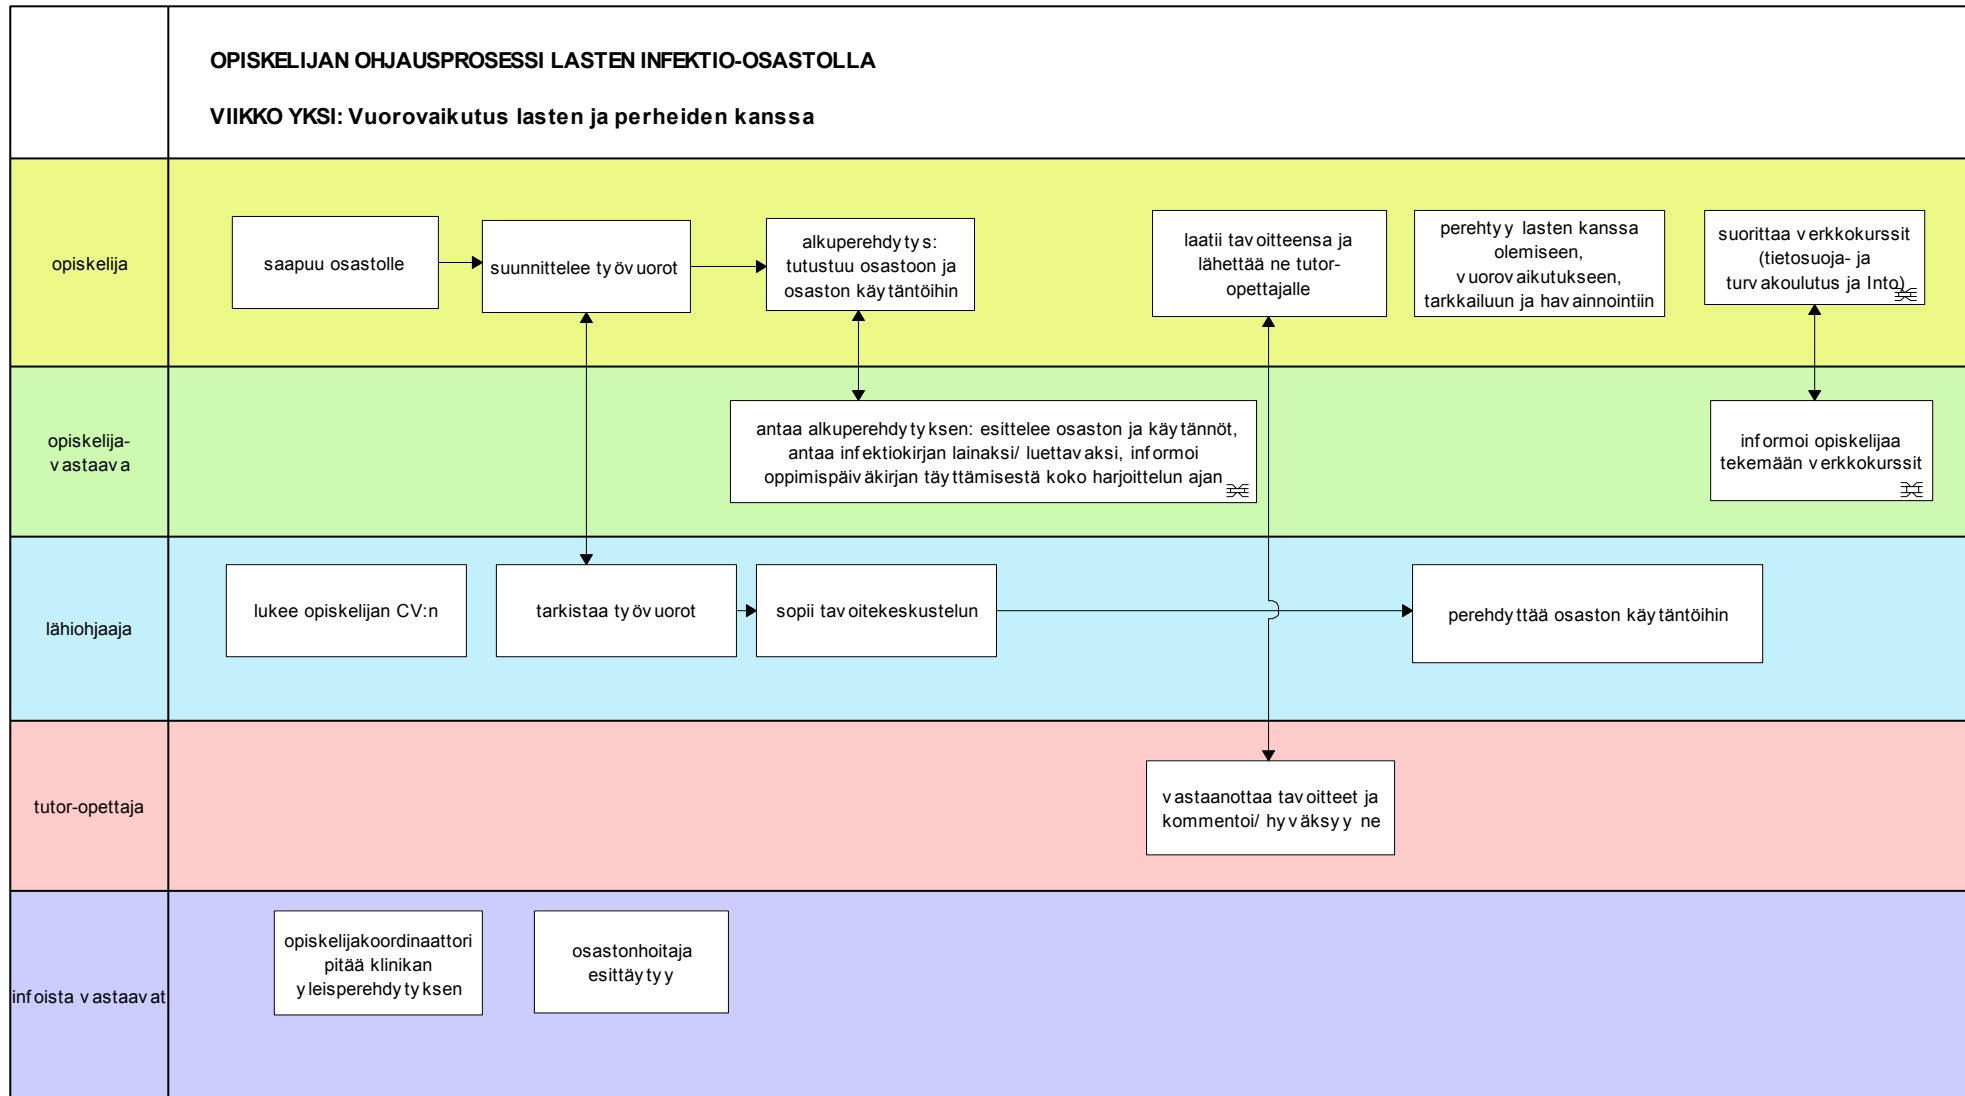 OPISKELIJAN OHJAUSPROSESSI LASTEN INFEKTIO-OSASTOLLA
VIIKKO YKSI: Vuorovaikutus lasten ja perheiden kanssa
opiskelija
saapuu osastolle
suunnittelee työvuorot
alkuperehdytys:
tutustuu osastoon ja
osaston käytäntöihin
laatii tavoitteensa ja
lähettää ne tutor-
opettajalle
perehtyy lasten kanssa
olemiseen,
vuorovaikutukseen,
tarkkailuun ja havainnointiin
suorittaa verkkokurssit
(tietosuoja- ja
turvakoulutus ja Into)
opiskelija-
vastaava
antaa alkuperehdytyksen: esittelee osaston ja käytännöt,
antaa infektiokirjan lainaksi/ luettavaksi, informoi
oppimispäiväkirjan täyttämisestä koko harjoittelun ajan
informoi opiskelijaa
tekemään verkkokurssit
lähiohjaaja
lukee opiskelijan CV:n
tarkistaa työvuorot
sopii tavoitekeskustelun
perehdyttää osaston käytäntöihin
tutor-opettaja
vastaanottaa tavoitteet ja
kommentoi/ hyväksyy ne
infoista vastaavat
opiskelijakoordinaattori
pitää klinikan
yleisperehdytyksen
osastonhoitaja
esittäytyy